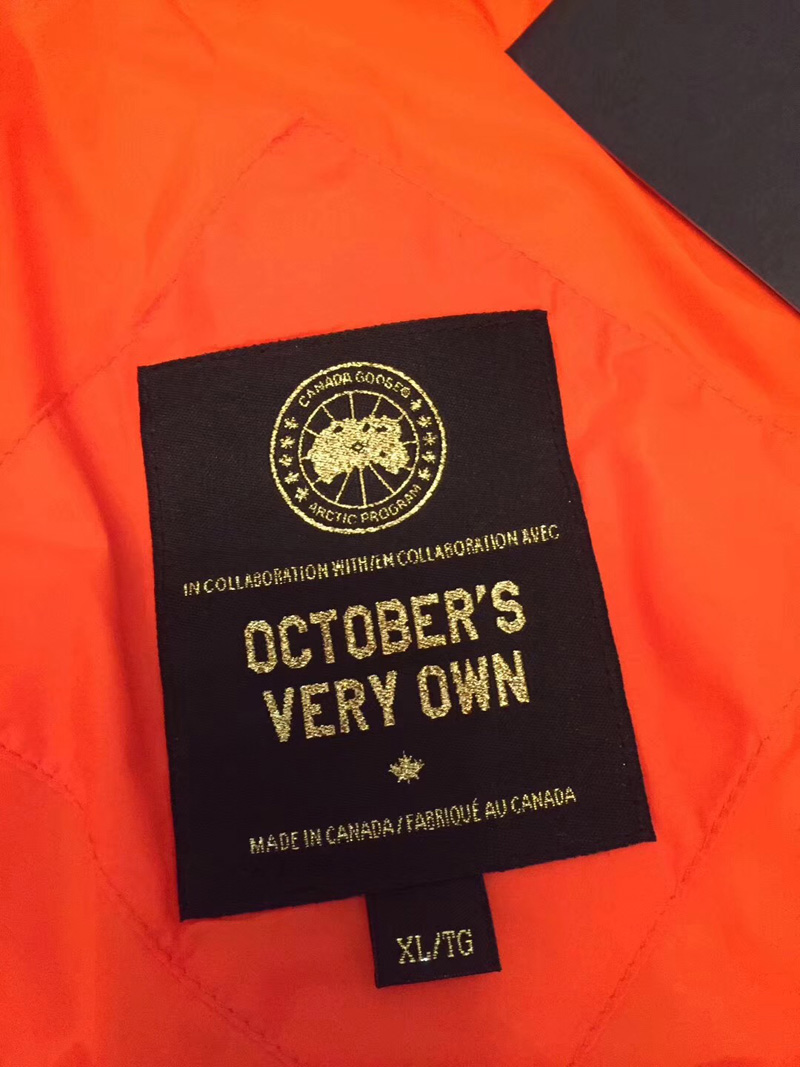 CANADA GOOSE®
ARCTIC PROGRAM
IN COLLABORATION WITH/EN COLLABORATION AVEC
OCTOBER'S
VERY OWN
MADE IN CANADA/FABRIQUÉ AU CANADA
XL/TG